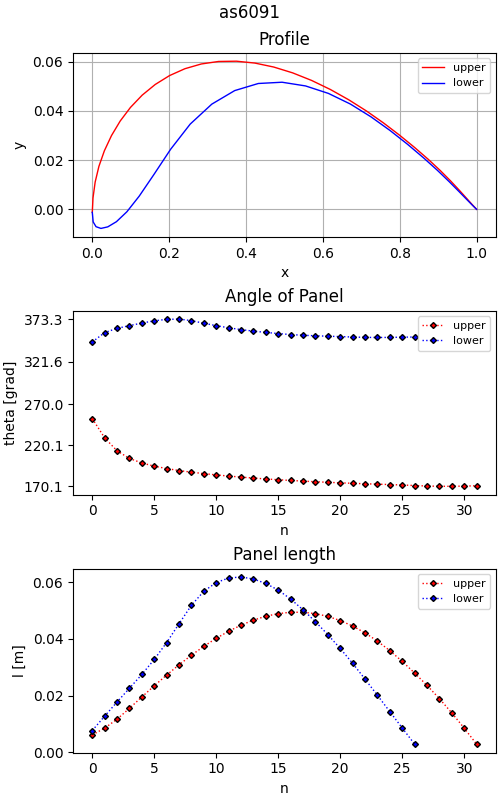 as6091
Profile
0.06
0.04
0.02
0.00
y
upper
lower
0.0 0.2 0.4 0.6 0.8 1.0
x
Angle of Panel
373.3
321.6
270.0
220.1
170.1
theta [grad]
upper
lower
0 5 10 15 20 25 30
n
Panel length
0.06
0.04
0.02
0.00
l [m]
upper
lower
0 5 10 15 20 25 30
n